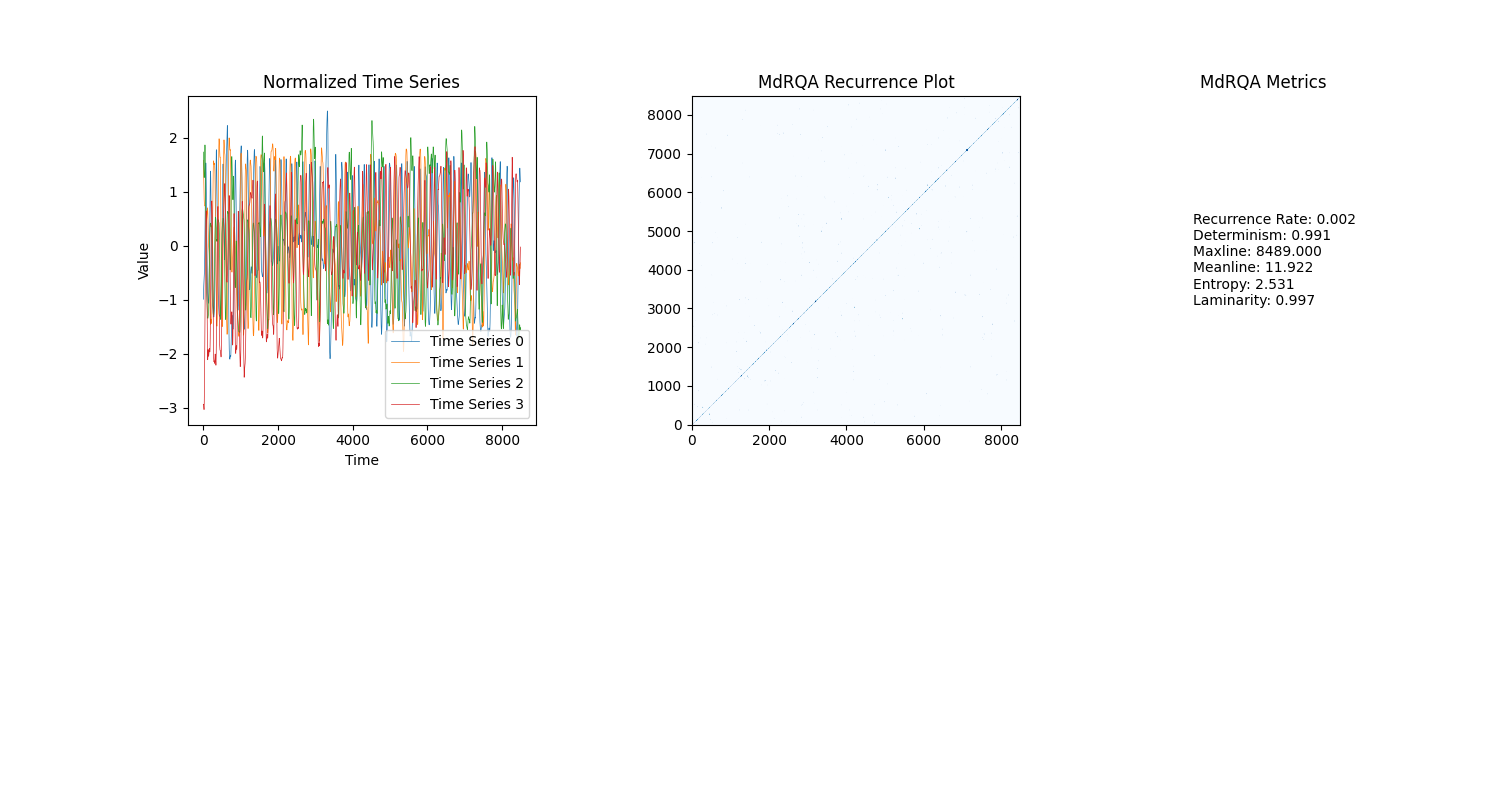 Normalized Time Series
Value
2
1
0
−1
−2
−3
Time Series 0
Time Series 1
Time Series 2
Time Series 3
0 2000 4000 6000 8000
Time
MdRQA Recurrence Plot
8000
7000
6000
5000
4000
3000
2000
1000
0
0 2000 4000 6000 8000
MdRQA Metrics
Recurrence Rate: 0.002
Determinism: 0.991
Maxline: 8489.000
Meanline: 11.922
Entropy: 2.531
Laminarity: 0.997